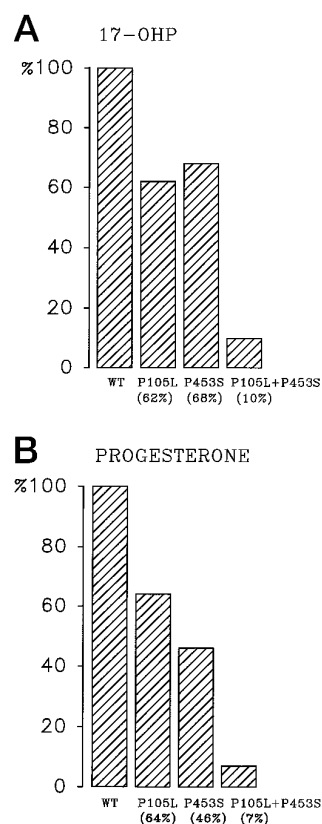 A
17-OHP
%100
80
60
40
20
0
WT P105L P453S P105L+P453S
(62%) (68%) (10%)
B
PROGESTERONE
%100
80
60
40
20
0
WT P105L P453S P105L+P453S
(64%) (46%) (7%)